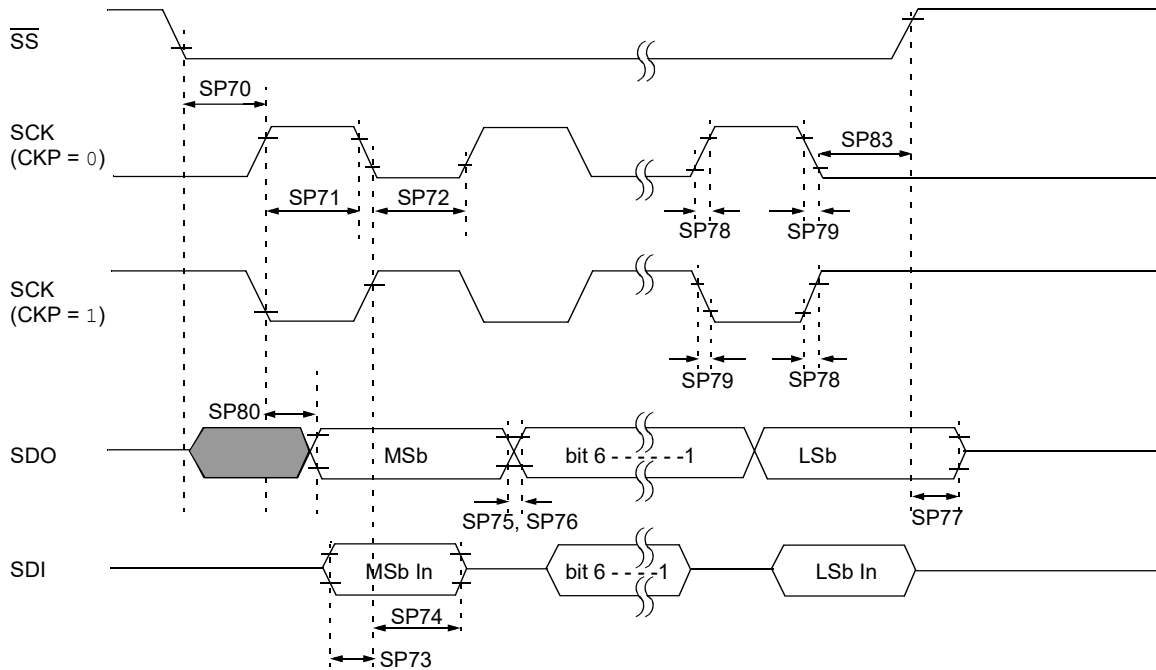 SS
SP70
SCK
(CKP = 0)
SP83
SP71
SP72
SP78
SP79
SCK
(CKP = 1)
SP79
SP78
SP80
SDO
MSb
bit 6 - - - - - -1
LSb
SP75, SP76
SP77
SDI
MSb In
bit 6 - - - - -1
LSb In
SP74
SP73